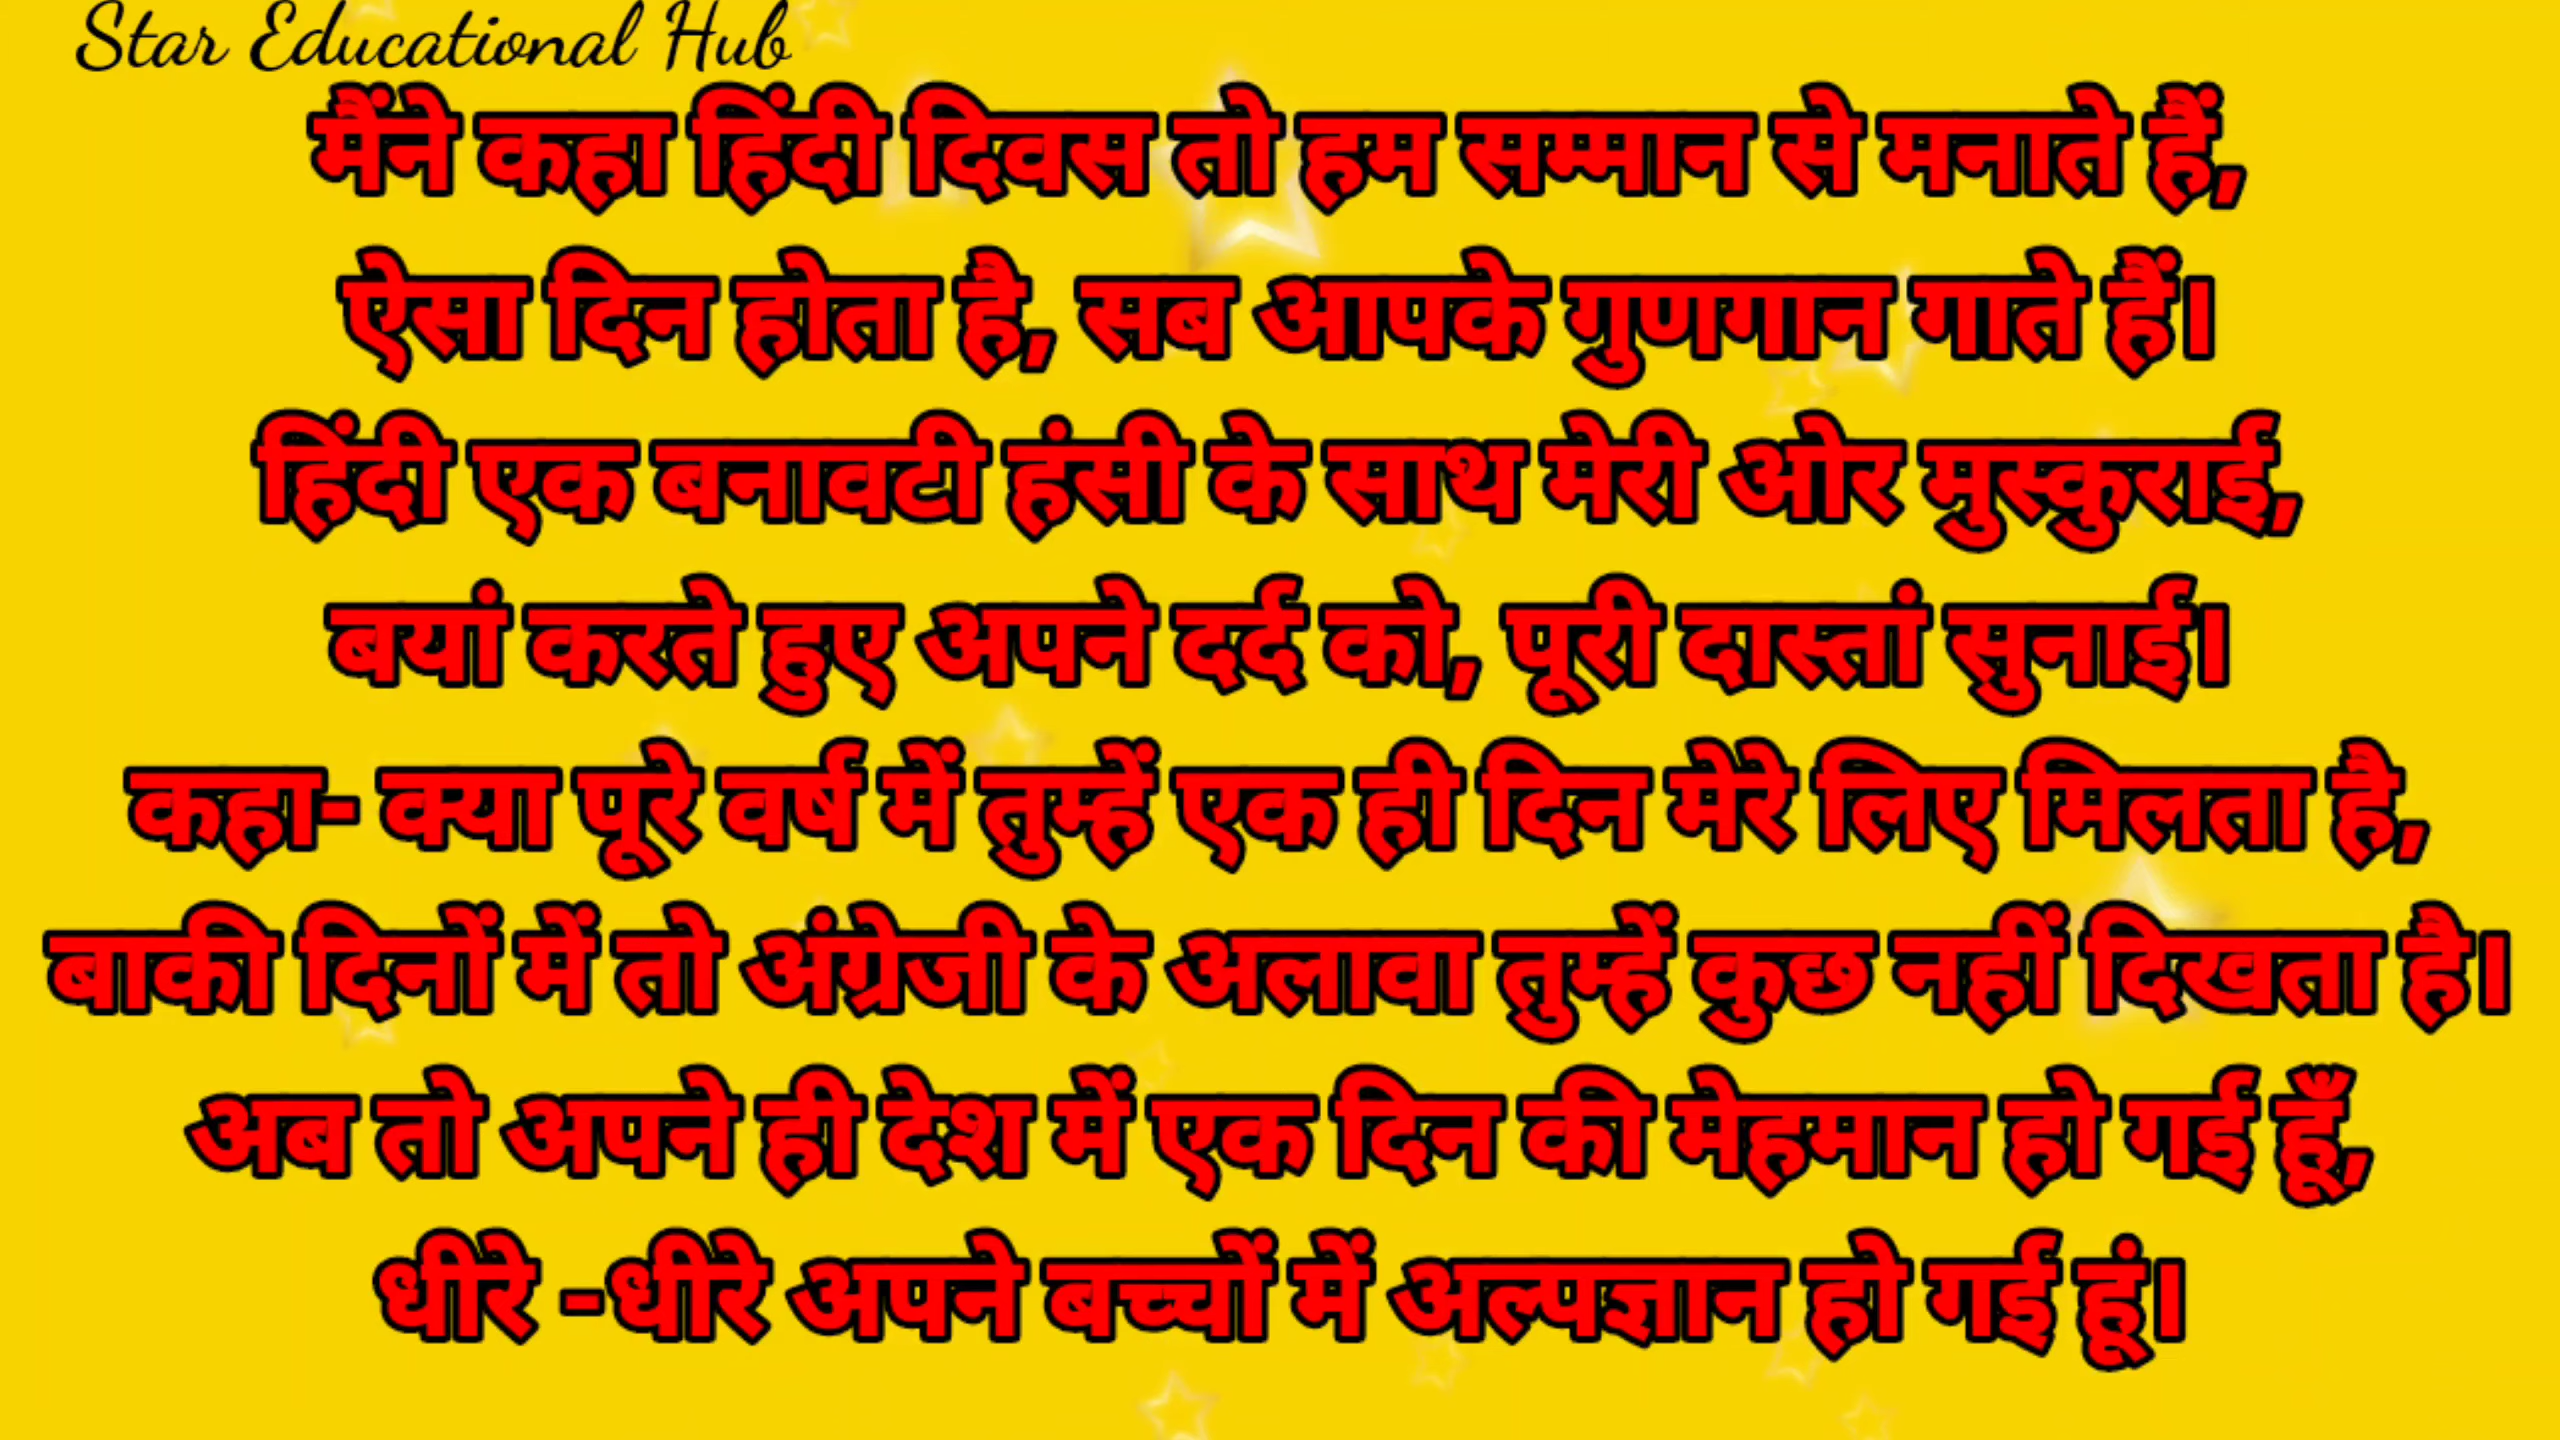 Star Educational Hub
मैंने कहा हिंदी दिवस तो हम सम्मान से मनाते हैं,
ऐसा दिन होता है, सब आपके गुणगान गाते हैं।
हिंदी एक बनावटी हंसी के साथ मेरी ओर मुस्कुराई,
बयां करते हुए अपने दर्द को, पूरी दास्तां सुनाई।
कहा- क्या पूरे वर्ष में तुम्हें एक ही दिन मेरे लिए मिलता है,
बाकी दिनों में तो अंग्रेजी के अलावा तुम्हें कुछ नहीं दिखता है।
अब तो अपने ही देश में एक दिन की मेहमान हो गई हूँ,
धीरे -धीरे अपने बच्चों में अल्पज्ञान हो गई हूं।